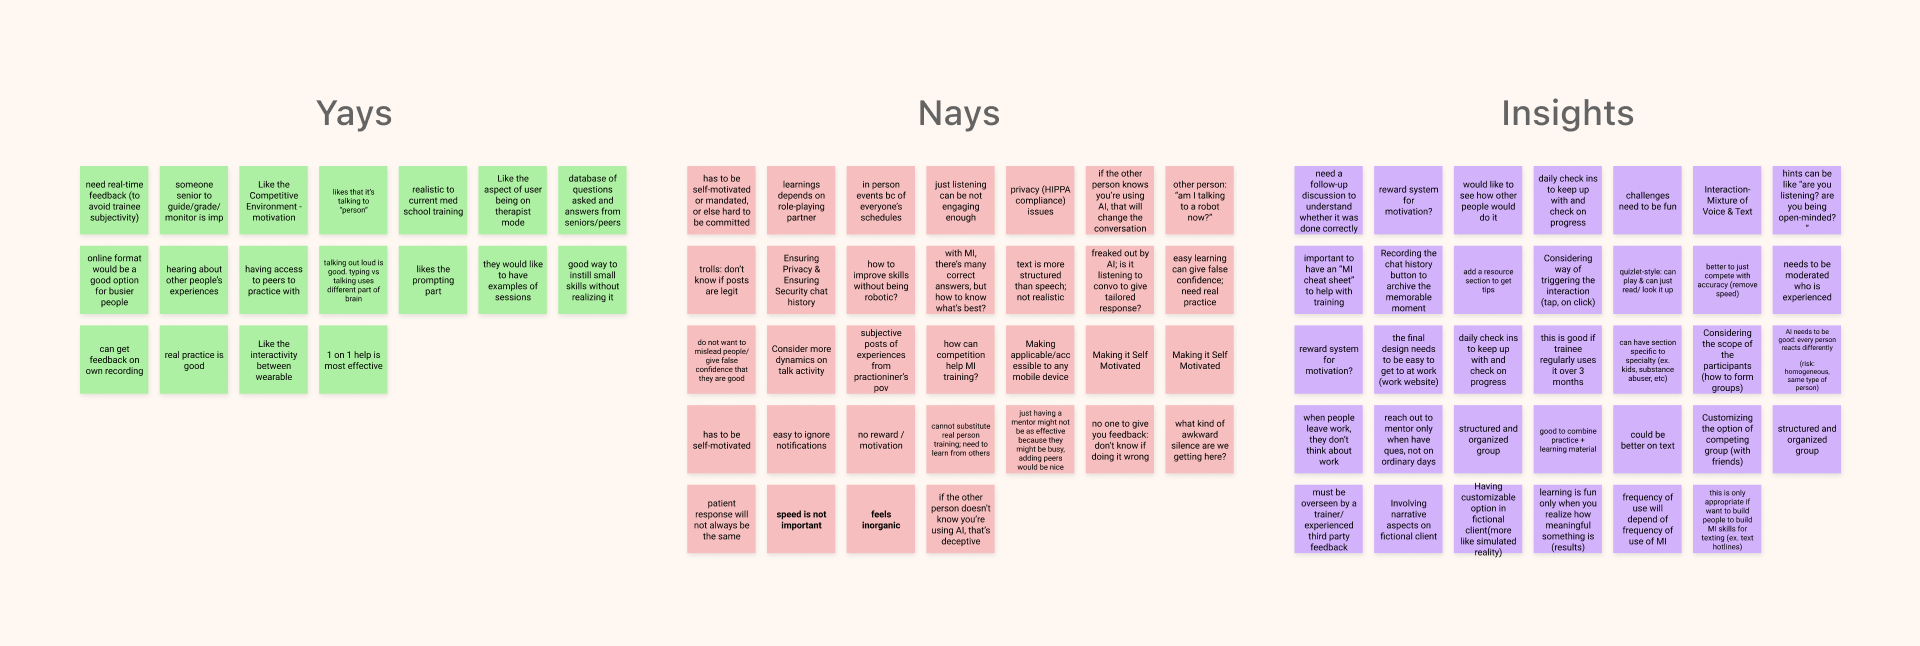 Yays
need real-time
feedback (to
avoid trainee
subjectivity)
someone
senior to
guide/grade/
monitor is imp
Like the
Competitive
Environment -
motivation
likes that it's
talking to
"person"
realistic to
current med
school training
Like the
aspect of user
being on
therapist
mode
database of
questions
asked and
answers from
seniors/peers
online format
would be a
good option
for busier
people
hearing about
other people's
experiences
having access
to peers to
practice with
talking out loud is
good. typing vs
talking uses
different part of
brain
likes the
prompting
part
they would like
to have
examples of
sessions
good way to
instill small
skills without
realizing it
can get
feedback on
own recording
real practice is
good
Like the
interactivity
between
wearable
1 on 1 help is
most effective
Nays
has to be
self-motivated
or mandated,
or else hard to
be committed
learnings
depends on
role-playing
partner
in person
events bc of
everyone's
schedules
just listening
can be not
engaging
enough
privacy (HIPPA
compliance)
issues
if the other
person knows
you're using
AI, that will
change the
conversation
other person:
"am I talking
to a robot
now?"
trolls: don't
know if posts
are legit
Ensuring
Privacy &
Ensuring
Security chat
history
how to
improve skills
without being
robotic?
with MI,
there's many
correct
answers, but
how to know
what's best?
text is more
structured
than speech;
not realistic
freaked out by
AI; is it
listening to
convo to give
tailored
response?
easy learning
can give false
confidence;
need real
practice
do not want to
mislead people/
give false
confidence that
they are good
Consider more
dynamics on
talk activity
subjective
posts of
experiences
from
practioniner's
pov
how can
competition
help MI
training?
Making
applicable/acc
essible to any
mobile device
Making it Self
Motivated
Making it Self
Motivated
has to be
self-motivated
easy to ignore
notifications
no reward /
motivation
cannot substitute
real person
training; need to
learn from others
just having a
mentor might not
be as effective
because they
might be busy,
adding peers
would be nice
no one to give
you feedback:
don't know if
doing it wrong
what kind of
awkward
silence are we
getting here?
patient
response will
not always be
the same
speed is not
important
feels
inorganic
if the other
person doesn't
know you're
using AI, that's
deceptive
Insights
need a
follow-up
discussion to
understand
whether it was
done correctly
reward system
for
motivation?
would like to
see how other
people would
do it
daily check ins
to keep up
with and
check on
progress
challenges
need to be fun
Interaction-
Mixture of
Voice & Text
hints can be
like "are you
listening? are
you being
open-minded?
"
important to
have an "MI
cheat sheet"
to help with
training
Recording the
chat history
button to
archive the
memorable
moment
add a resource
section to get
tips
Considering
way of
triggering the
interaction
(tap, on click)
quizlet-style: can
play & can just
read/ look it up
better to just
compete with
accuracy (remove
speed)
needs to be
moderated
who is
experienced
reward system
for
motivation?
the final
design needs
to be easy to
get to at work
(work website)
daily check ins
to keep up
with and
check on
progress
this is good if
trainee
regularly uses
it over 3
months
can have section
specific to
specialty (ex.
kids, substance
abuser, etc)
Considering
the scope of
the
participants
(how to form
groups)
AI needs to be
good: every person
reacts differently
(risk:
homogeneous,
same type of
person)
when people
leave work,
they don't
think about
work
reach out to
mentor only
when have
ques, not on
ordinary days
structured and
organized
group
good to combine
practice +
learning material
could be
better on text
Customizing
the option of
competing
group (with
friends)
structured and
organized
group
must be
overseen by a
trainer/
experienced
third party
feedback
Involving
narrative
aspects on
fictional client
Having
customizable
option in
fictional
client(more
like simulated
reality)
learning is fun
only when you
realize how
meaningful
something is
(results)
frequency of
use will
depend of
frequency of
use of MI
this is only
appropriate if
want to build
people to build
MI skills for
texting (ex. text
hotlines)